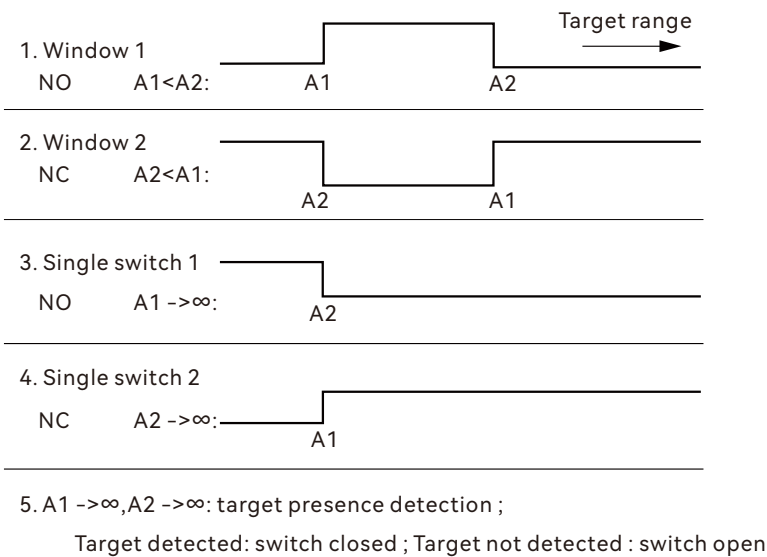 Target range
1. Window 1
NO A1<A2: A1 A2
2. Window 2
NC A2<A1:
A2 A1
3. Single switch 1
NO A1 ->∞:
A2
4. Single switch 2
NC A2 ->∞:
A1
5. A1 ->∞,A2 ->∞: target presence detection ;
Target detected: switch closed ; Target not detected : switch open